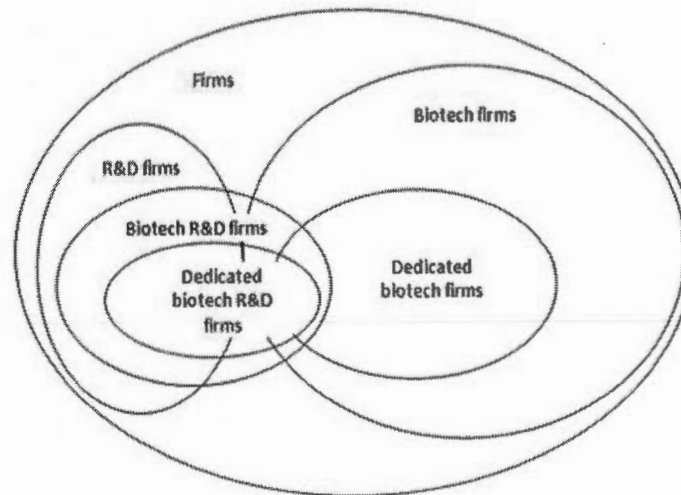 Firms
Biotech firms
R&D firms
Biotech R&D firms
Dedicated
biotech R&D
firms
Dedicated
biotech firms